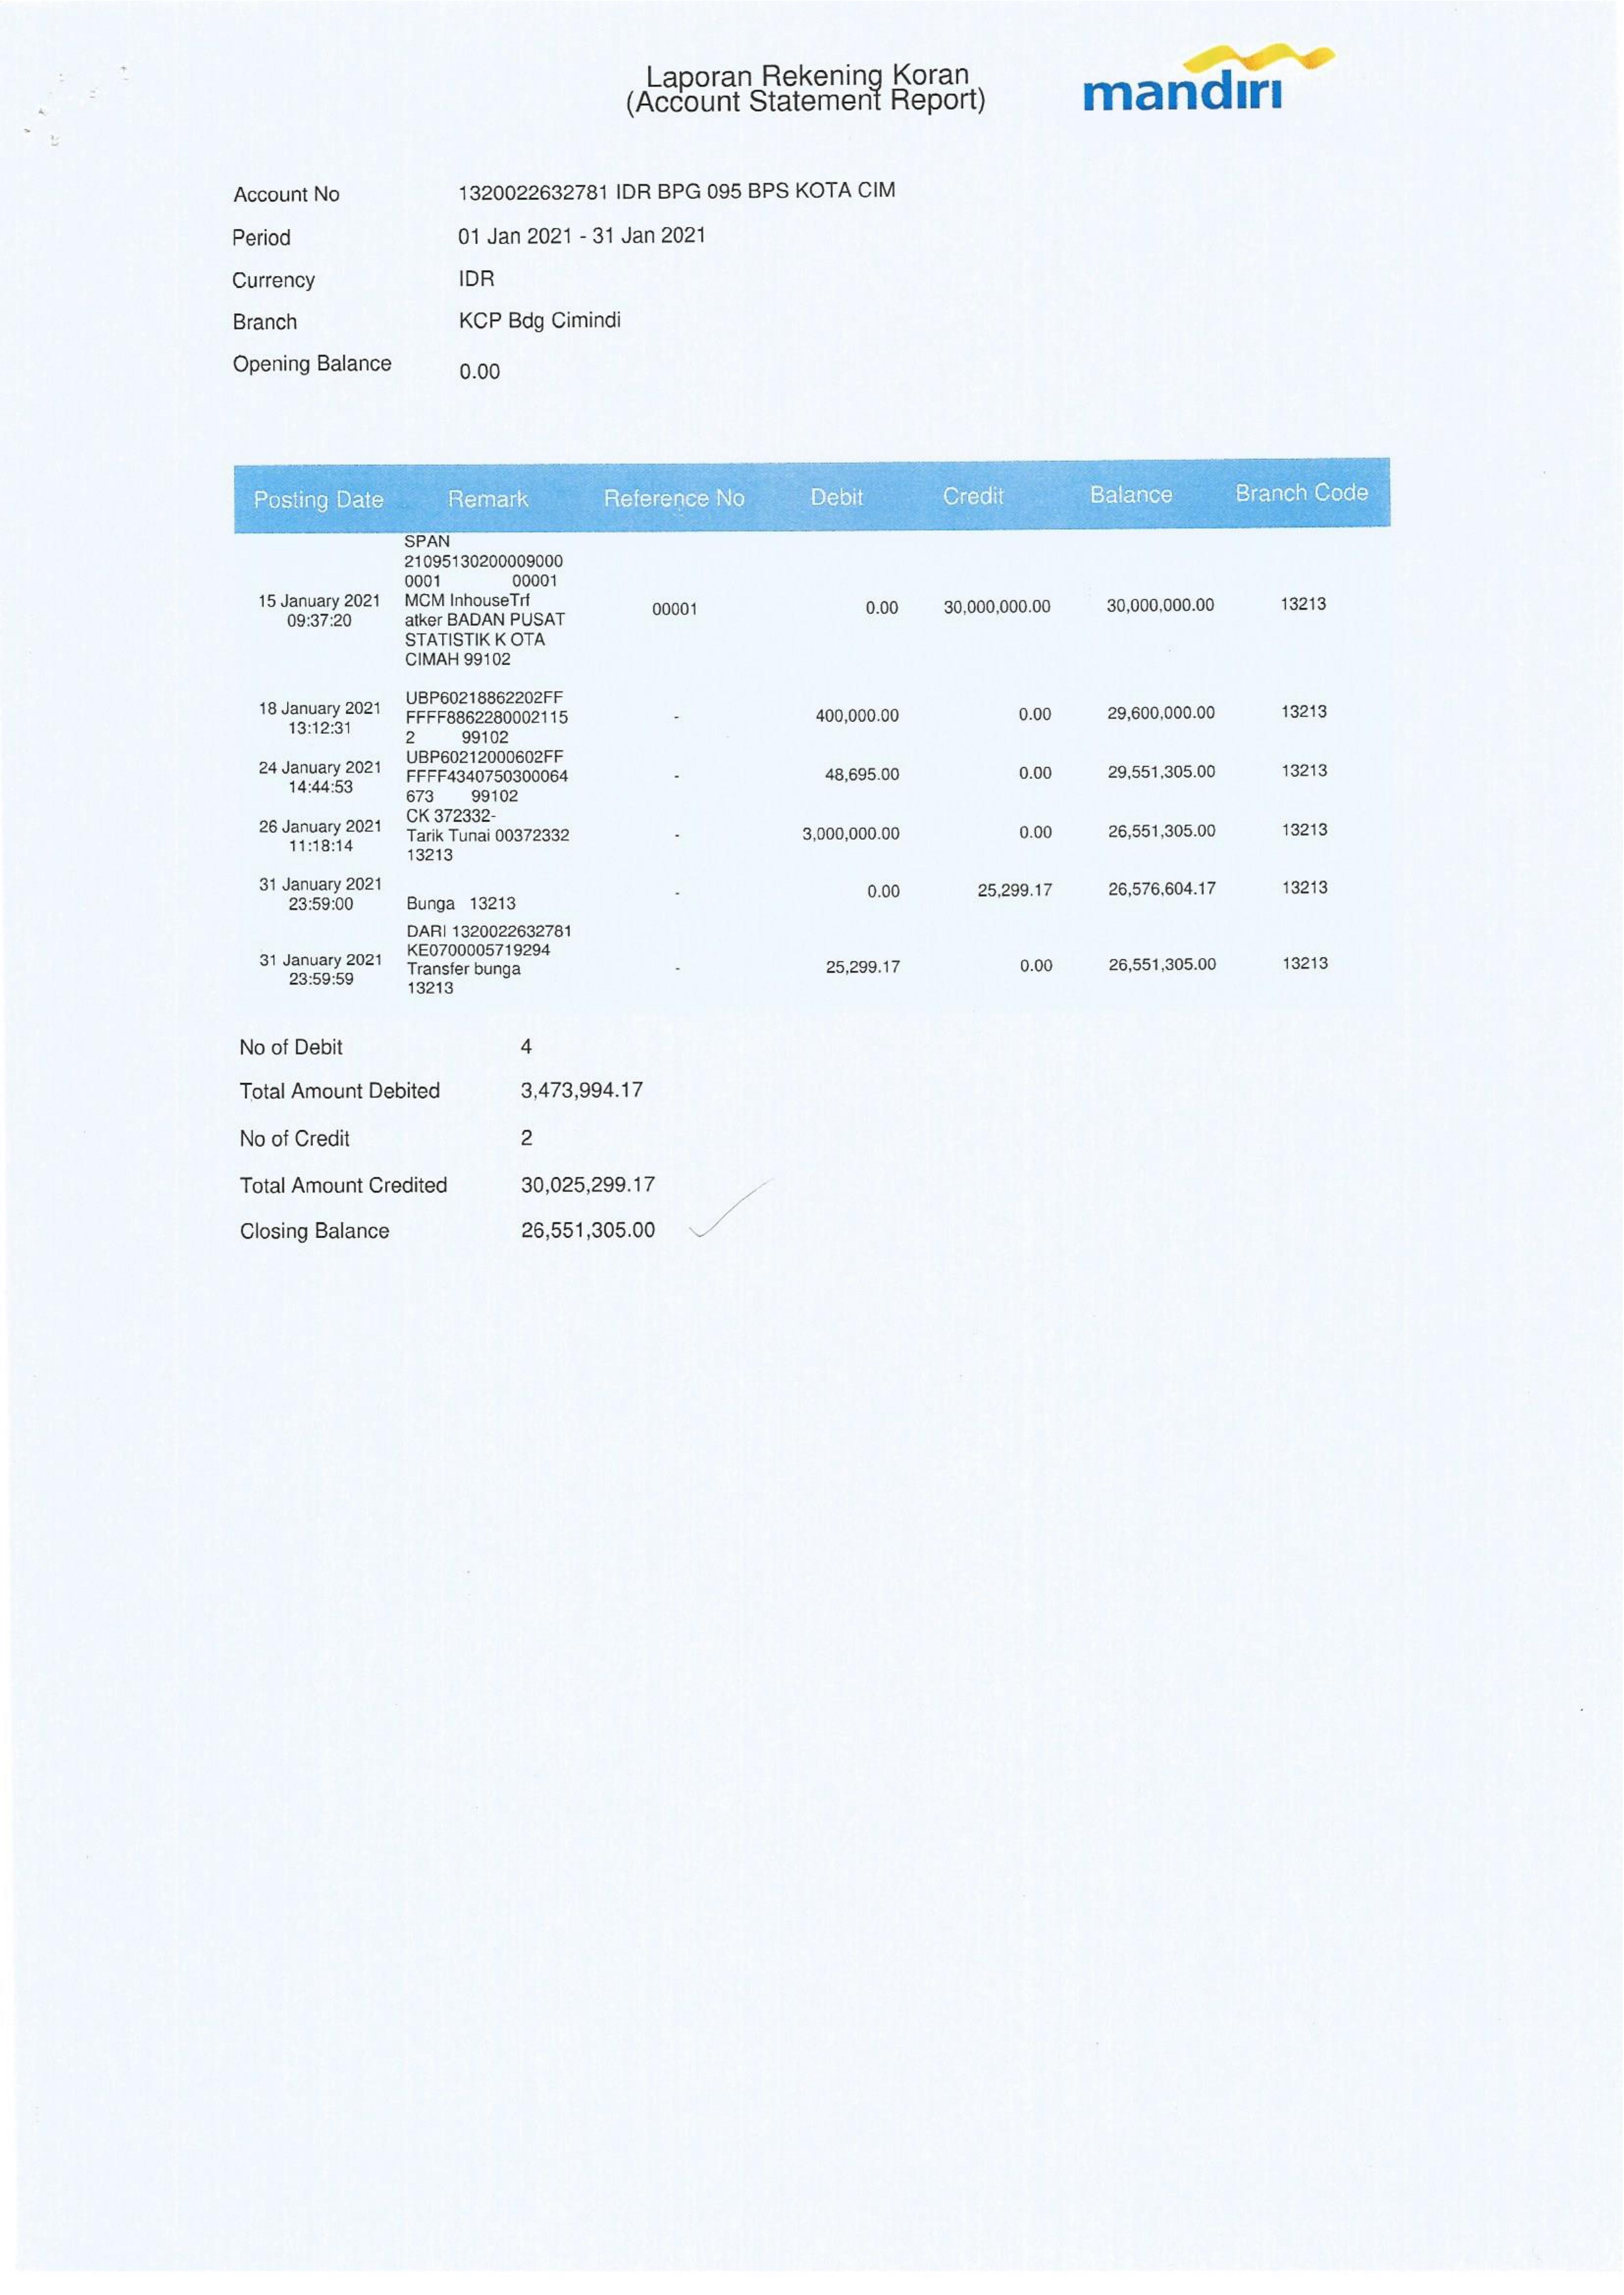 Laporan Rekening Koran
(Account Statement Report)
mandırı
Account No 1320022632781 IDR BPG 095 BPS KOTA CIM
Period 01 Jan 2021 - 31 Jan 2021
Currency IDR
Branch KCP Bdg Cimindi
Opening Balance 0.00
Posting Date Remark Reference No Debit Credit Balance Branch Code
SPAN
21095130200009000
0001 00001
15 January 2021 MCM InhouseTrf 00001 0.00 30,000,000.00 30,000,000.00 13213
09:37:20 atker BADAN PUSAT
STATISTIK K OTA
CIMAH 99102
UBP60218862202FF
18 January 2021 FFFF8862280002115 - 400,000.00 0.00 29,600,000.00 13213
13:12:31 2 99102
UBP60212000602FF
24 January 2021 FFFF4340750300064 - 48,695.00 0.00 29,551,305.00 13213
14:44:53 673 99102
CK 372332-
26 January 2021 Tarik Tunai 00372332 - 3,000,000.00 0.00 26,551,305.00 13213
11:18:14 13213
31 January 2021 - 0.00 25,299.17 26,576,604.17 13213
23:59:00 Bunga 13213
DARI 1320022632781
KE0700005719294
31 January 2021 Transfer bunga - 25,299.17 0.00 26,551,305.00 13213
23:59:59 13213
No of Debit 4
Total Amount Debited 3,473,994.17
No of Credit 2
Total Amount Credited 30,025,299.17
Closing Balance 26,551,305.00